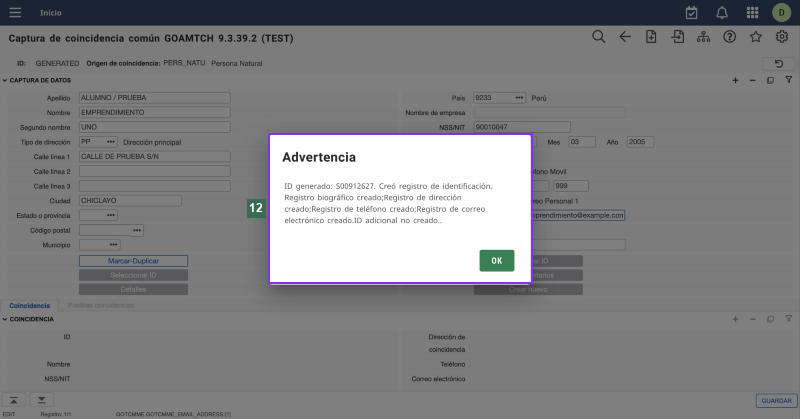 Inicio
D
Captura de coincidencia común GOAMTCH 9.3.39.2 (TEST)
ID: GENERATED Origen de coincidencia: PERS_NATU Persona Natural
CAPTURA DE DATOS
Apellido ALUMNO / PRUEBA
País 9233 Perú
Nombre EMPRENDIMIENTO
Nombre de empresa
Segundo nombre UNO
NSS/NIT 90010047
Tipo de dirección PP Dirección principal
Mes 03 Año 2005
Calle línea 1 CALLE DE PRUEBA S/N
Calle línea 2
Calle línea 3
999
Ciudad CHICLAYO
Estado o provincia
Código postal
Municipio
Marcar-Duplicar
Seleccionar ID
Detalles
Crear nuevo
12
Advertencia
ID generado: S00912627. Creó registro de identificación.
Registro biográfico creado;Registro de dirección
creado;Registro de teléfono creado;Registro de correo
electrónico creado.ID adicional no creado..
OK
Coincidencia Posibles coincidencias
COINCIDENCIA
ID
Dirección de
coincidencia
Nombre
Teléfono
NSS/NIT
Correo electrónico
GUARDAR
EDIT Registro: 1/1 GOTCMME.GOTCMME_EMAIL_ADDRESS [1]